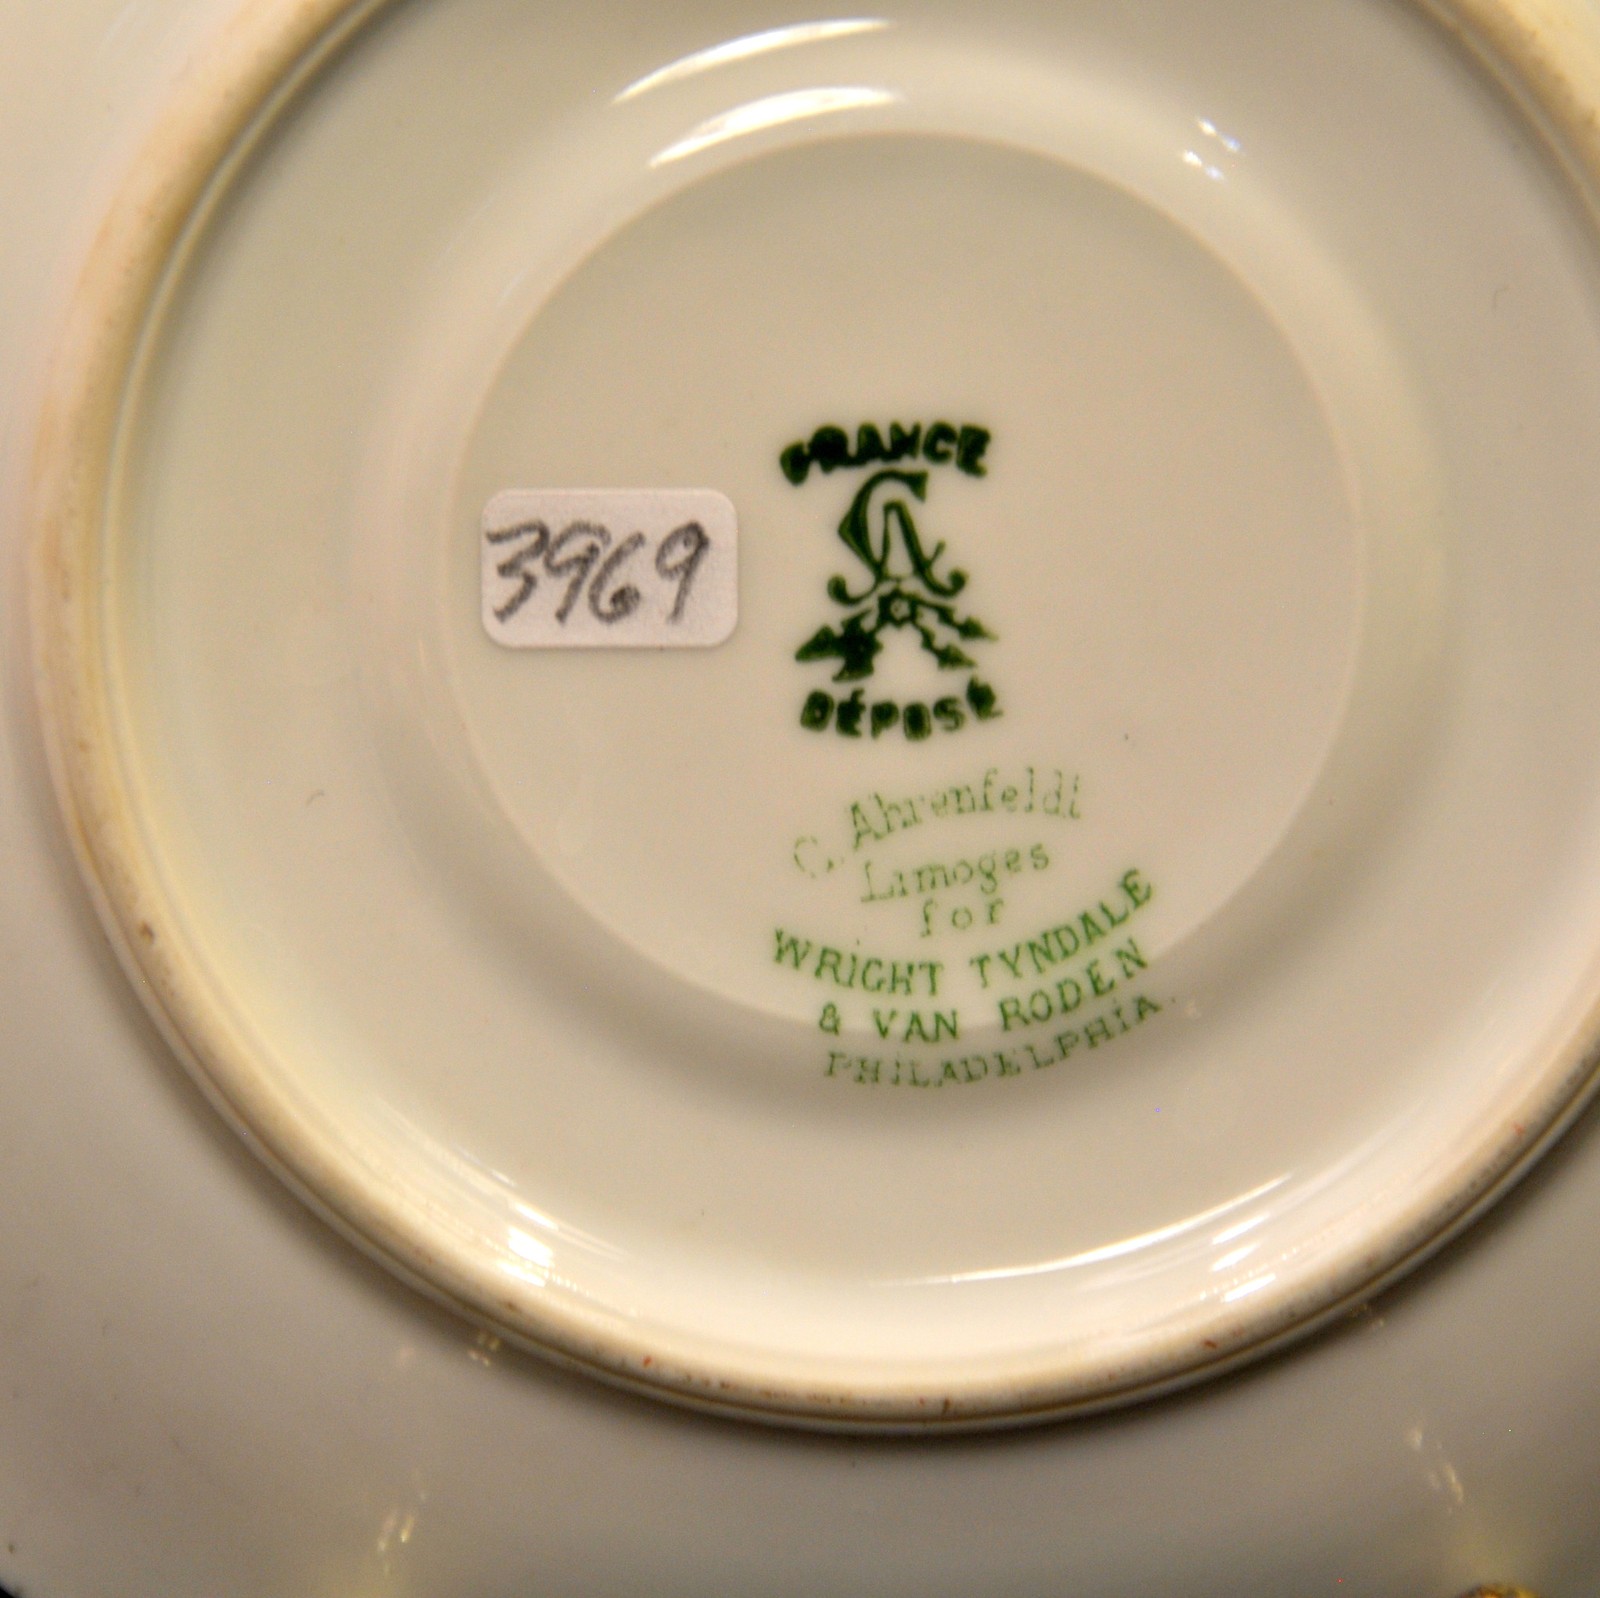 3969
FRANCE
CA
DÉPOSÉ
C. Ahrenfeldt
Limoges
for
WRIGHT TYNDALE
& VAN RODEN
PHILADELPHIA